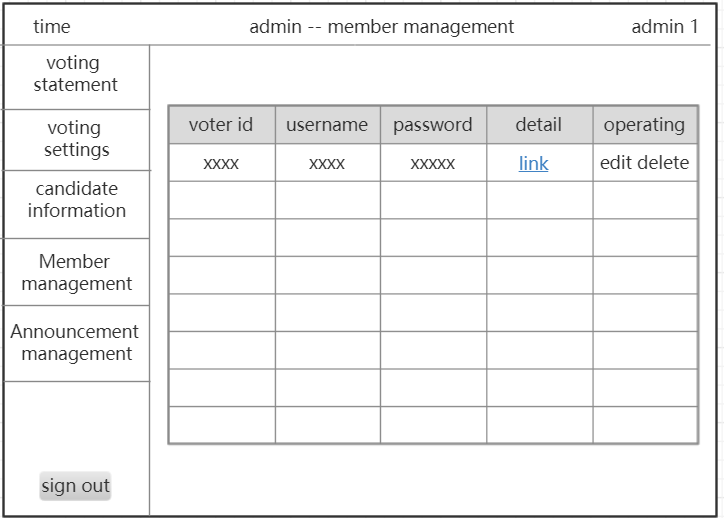 time admin -- member management admin 1
voting
statement
voting
settings
candidate
information
Member
management
Announcement
management
sign out
voter id username password detail operating
xxxx xxxx xxxxx link edit delete